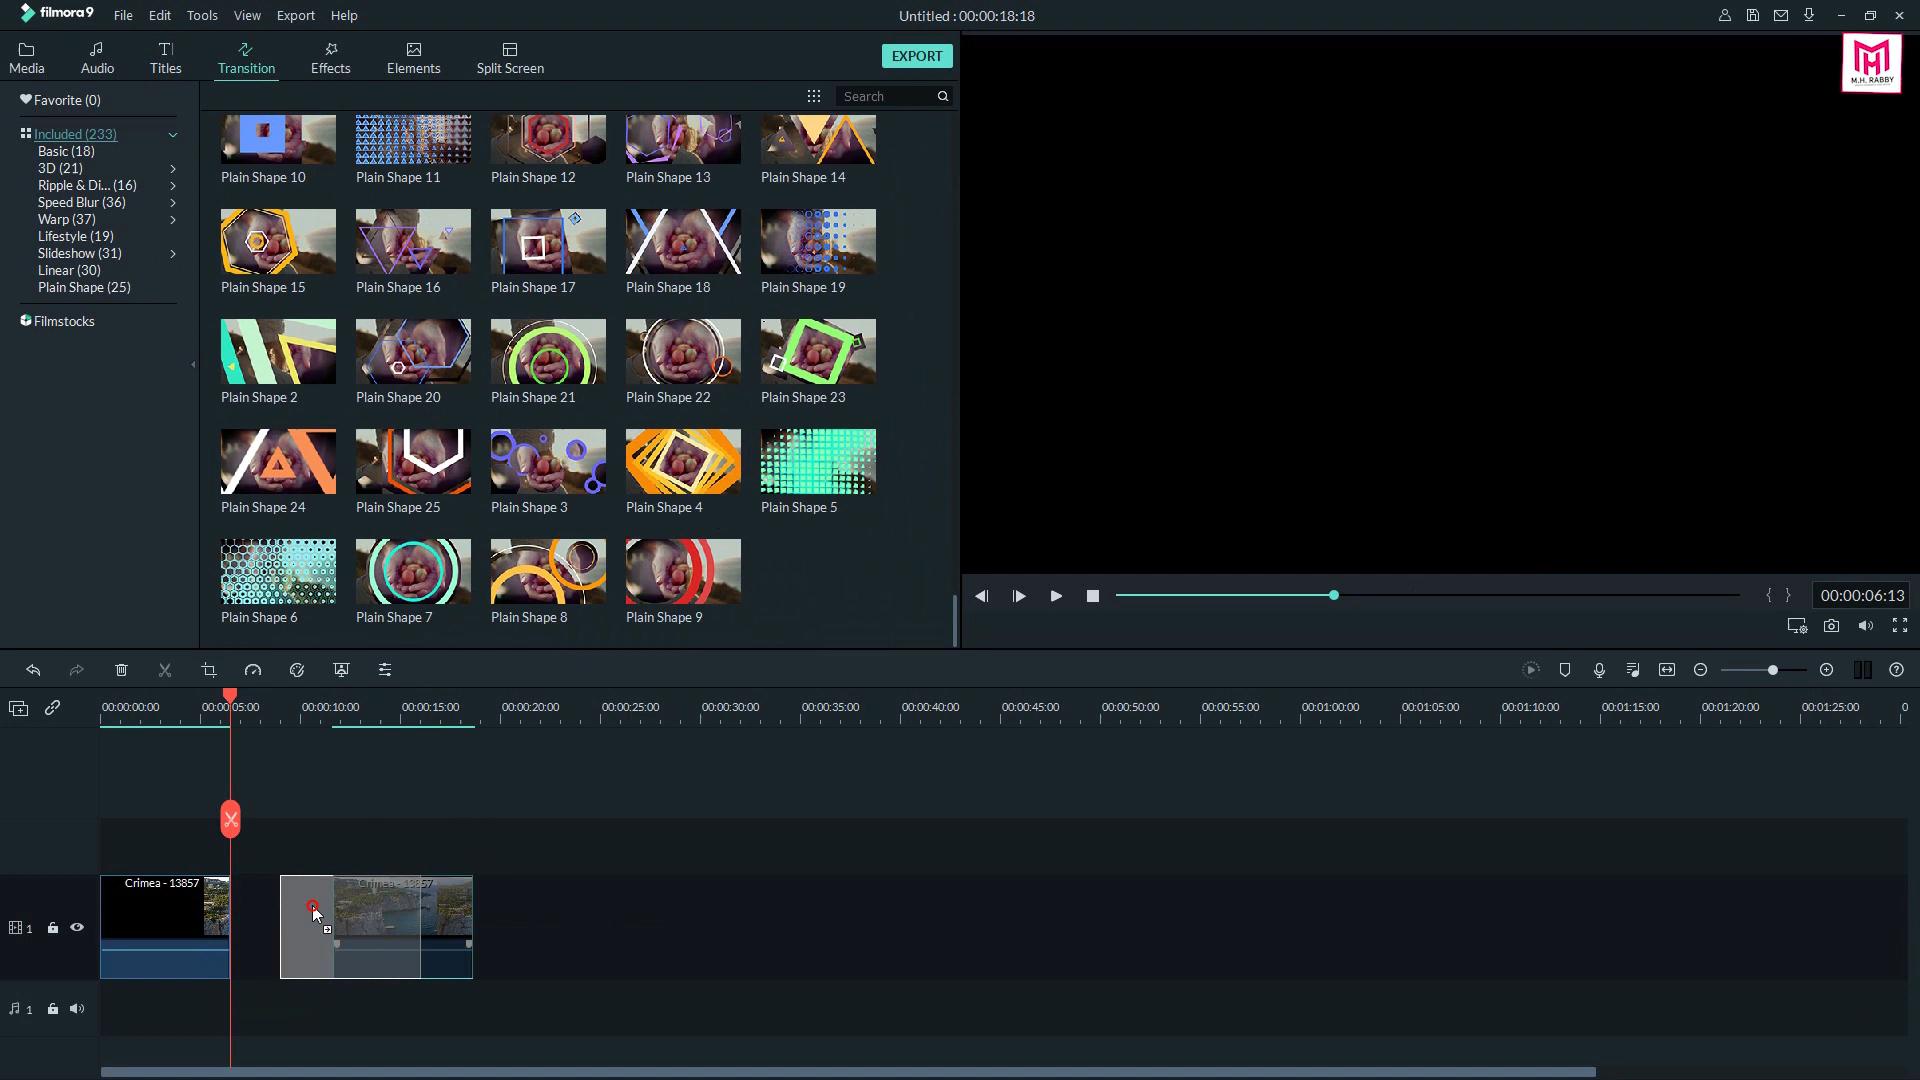 filmora9 File Edit Tools View Export Help Untitled : 00:00:18:18
Media Audio Titles Transition Effects Elements Split Screen EXPORT
M.H. RABBY
Favorite (0)
Search
Included (233)
Basic (18)
3D (21)
Ripple & Di... (16)
Speed Blur (36)
Warp (37)
Lifestyle (19)
Slideshow (31)
Linear (30)
Plain Shape (25)
Filmstocks
Plain Shape 10 Plain Shape 11 Plain Shape 12 Plain Shape 13 Plain Shape 14
Plain Shape 15 Plain Shape 16 Plain Shape 17 Plain Shape 18 Plain Shape 19
Plain Shape 2 Plain Shape 20 Plain Shape 21 Plain Shape 22 Plain Shape 23
Plain Shape 24 Plain Shape 25 Plain Shape 3 Plain Shape 4 Plain Shape 5
Plain Shape 6 Plain Shape 7 Plain Shape 8 Plain Shape 9
{ } 00:00:06:13
00:00:00:00 00:00:05:00 00:00:10:00 00:00:15:00 00:00:20:00 00:00:25:00 00:00:30:00 00:00:35:00 00:00:40:00 00:00:45:00 00:00:50:00 00:00:55:00 00:01:00:00 00:01:05:00 00:01:10:00 00:01:15:00 00:01:20:00 00:01:25:00 0
Crimea - 13857 Crimea - 13857
1
1